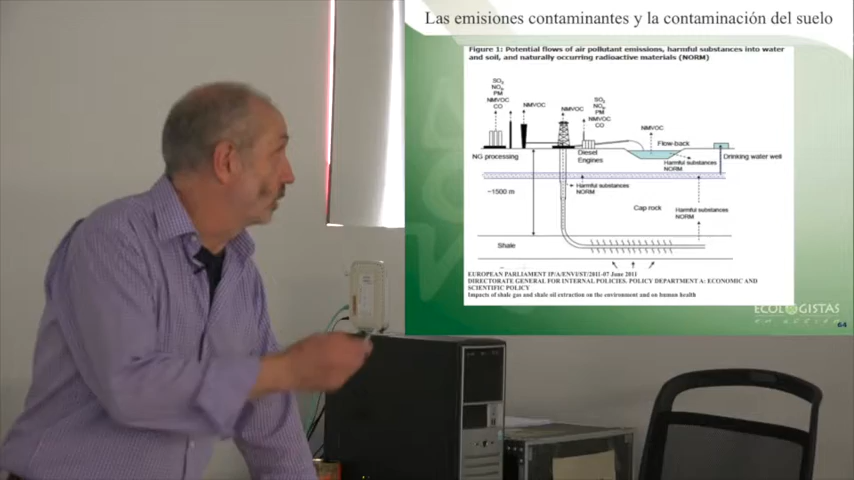 Las emisiones contaminantes y la contaminación del suelo
Figure 1: Potential flows of air pollutant emissions, harmful substances into water
and soil, and naturally occurring radioactive materials (NORM)
SO₂
NOₓ
PM
NMVOC
CO
NMVOC
NMVOC
SO₂
NOₓ
PM
NMVOC
CO
NMVOC
Flow-back
NG processing
Diesel
Engines
Harmful substances
NORM
Drinking water well
~1500 m
Harmful substances
NORM
Cap rock
Harmful substances
NORM
Shale
EUROPEAN PARLIAMENT IP/A/ENVI/ST/2011-07 June 2011
DIRECTORATE GENERAL FOR INTERNAL POLICIES. POLICY DEPARTMENT A: ECONOMIC AND
SCIENTIFIC POLICY
Impacts of shale gas and shale oil extraction on the environment and on human health
ECOLOGISTAS
en acción
64